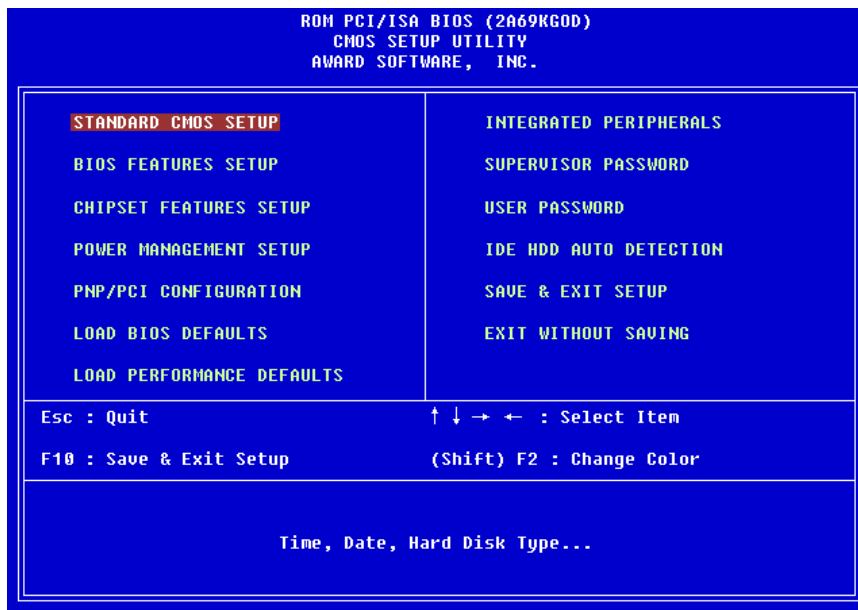 ROM PCI/ISA BIOS (2A69KGOD)
CMOS SETUP UTILITY
AWARD SOFTWARE, INC.
STANDARD CMOS SETUP
BIOS FEATURES SETUP
CHIPSET FEATURES SETUP
POWER MANAGEMENT SETUP
PNP/PCI CONFIGURATION
LOAD BIOS DEFAULTS
LOAD PERFORMANCE DEFAULTS
INTEGRATED PERIPHERALS
SUPERVISOR PASSWORD
USER PASSWORD
IDE HDD AUTO DETECTION
SAVE & EXIT SETUP
EXIT WITHOUT SAVING
Esc : Quit
↑ ↓ → ← : Select Item
F10 : Save & Exit Setup
(Shift) F2 : Change Color
Time, Date, Hard Disk Type...